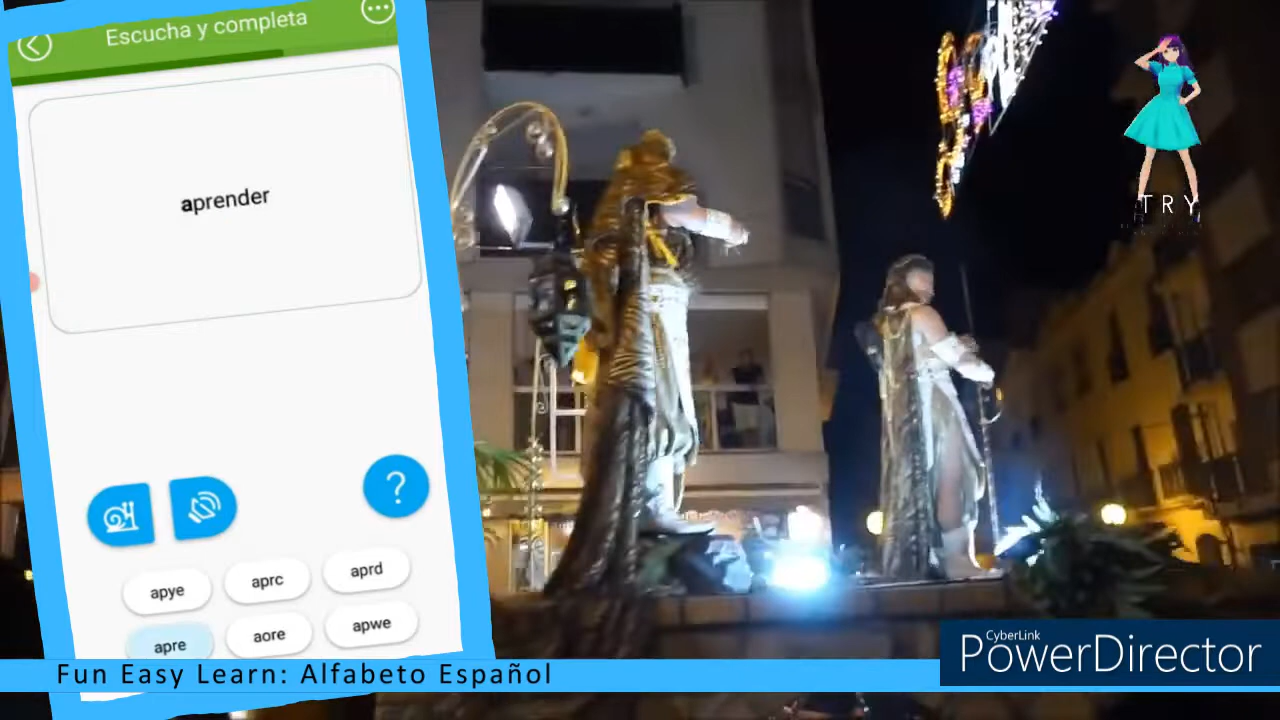 Escucha y completa
aprender
TRY
apye
aprc
aprd
apre
aore
apwe
Fun Easy Learn: Alfabeto Español
CyberLink
PowerDirector